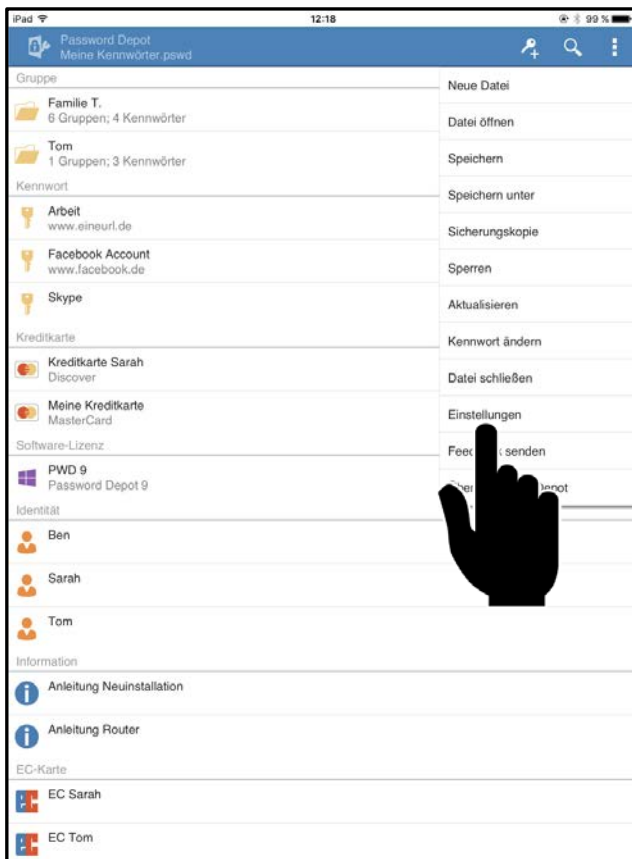 iPad 12:18 99 %
Password Depot
Meine Kennwörter.pswd
Gruppe
Familie T.
6 Gruppen; 4 Kennwörter
Tom
1 Gruppen; 3 Kennwörter
Kennwort
Arbeit
www.eineurl.de
Facebook Account
www.facebook.de
Skype
Kreditkarte
Kreditkarte Sarah
Discover
Meine Kreditkarte
MasterCard
Software-Lizenz
PWD 9
Password Depot 9
Identität
Ben
Sarah
Tom
Information
Anleitung Neuinstallation
Anleitung Router
EC-Karte
EC Sarah
EC Tom
Neue Datei
Datei öffnen
Speichern
Speichern unter
Sicherungskopie
Sperren
Aktualisieren
Kennwort ändern
Datei schließen
Einstellungen
senden